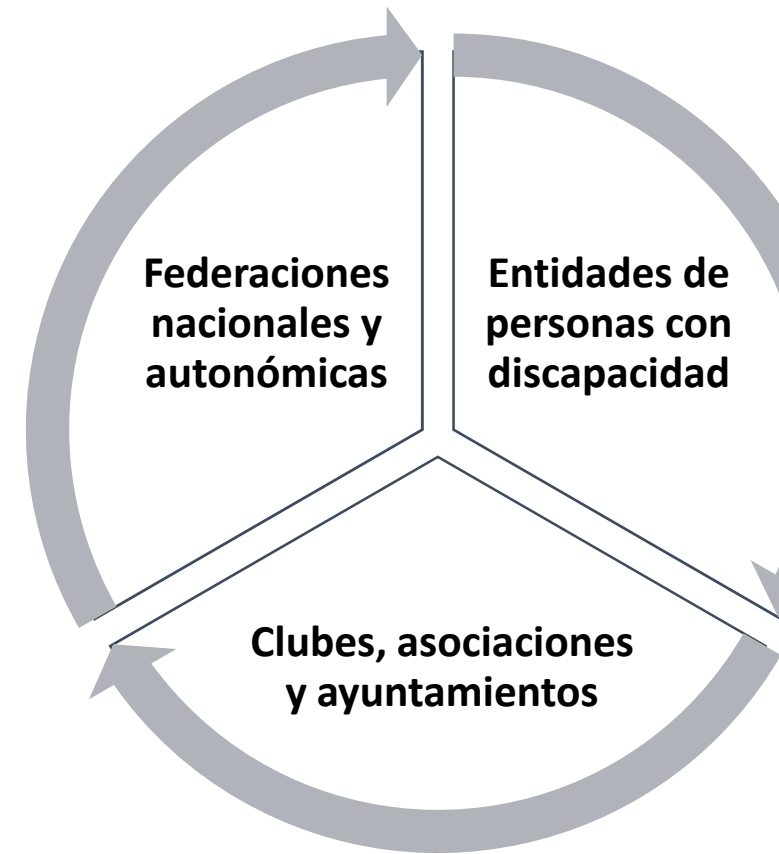 Federaciones
nacionales y
autonómicas
Entidades de
personas con
discapacidad
Clubes, asociaciones
y ayuntamientos